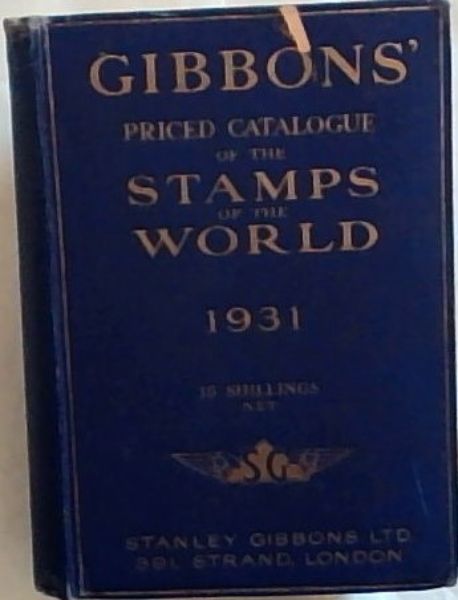 GIBBONS'
PRICED CATALOGUE
OF THE
STAMPS
OF THE
WORLD
1931
15 SHILLINGS
NET
SG
STANLEY GIBBONS LTD
391, STRAND, LONDON